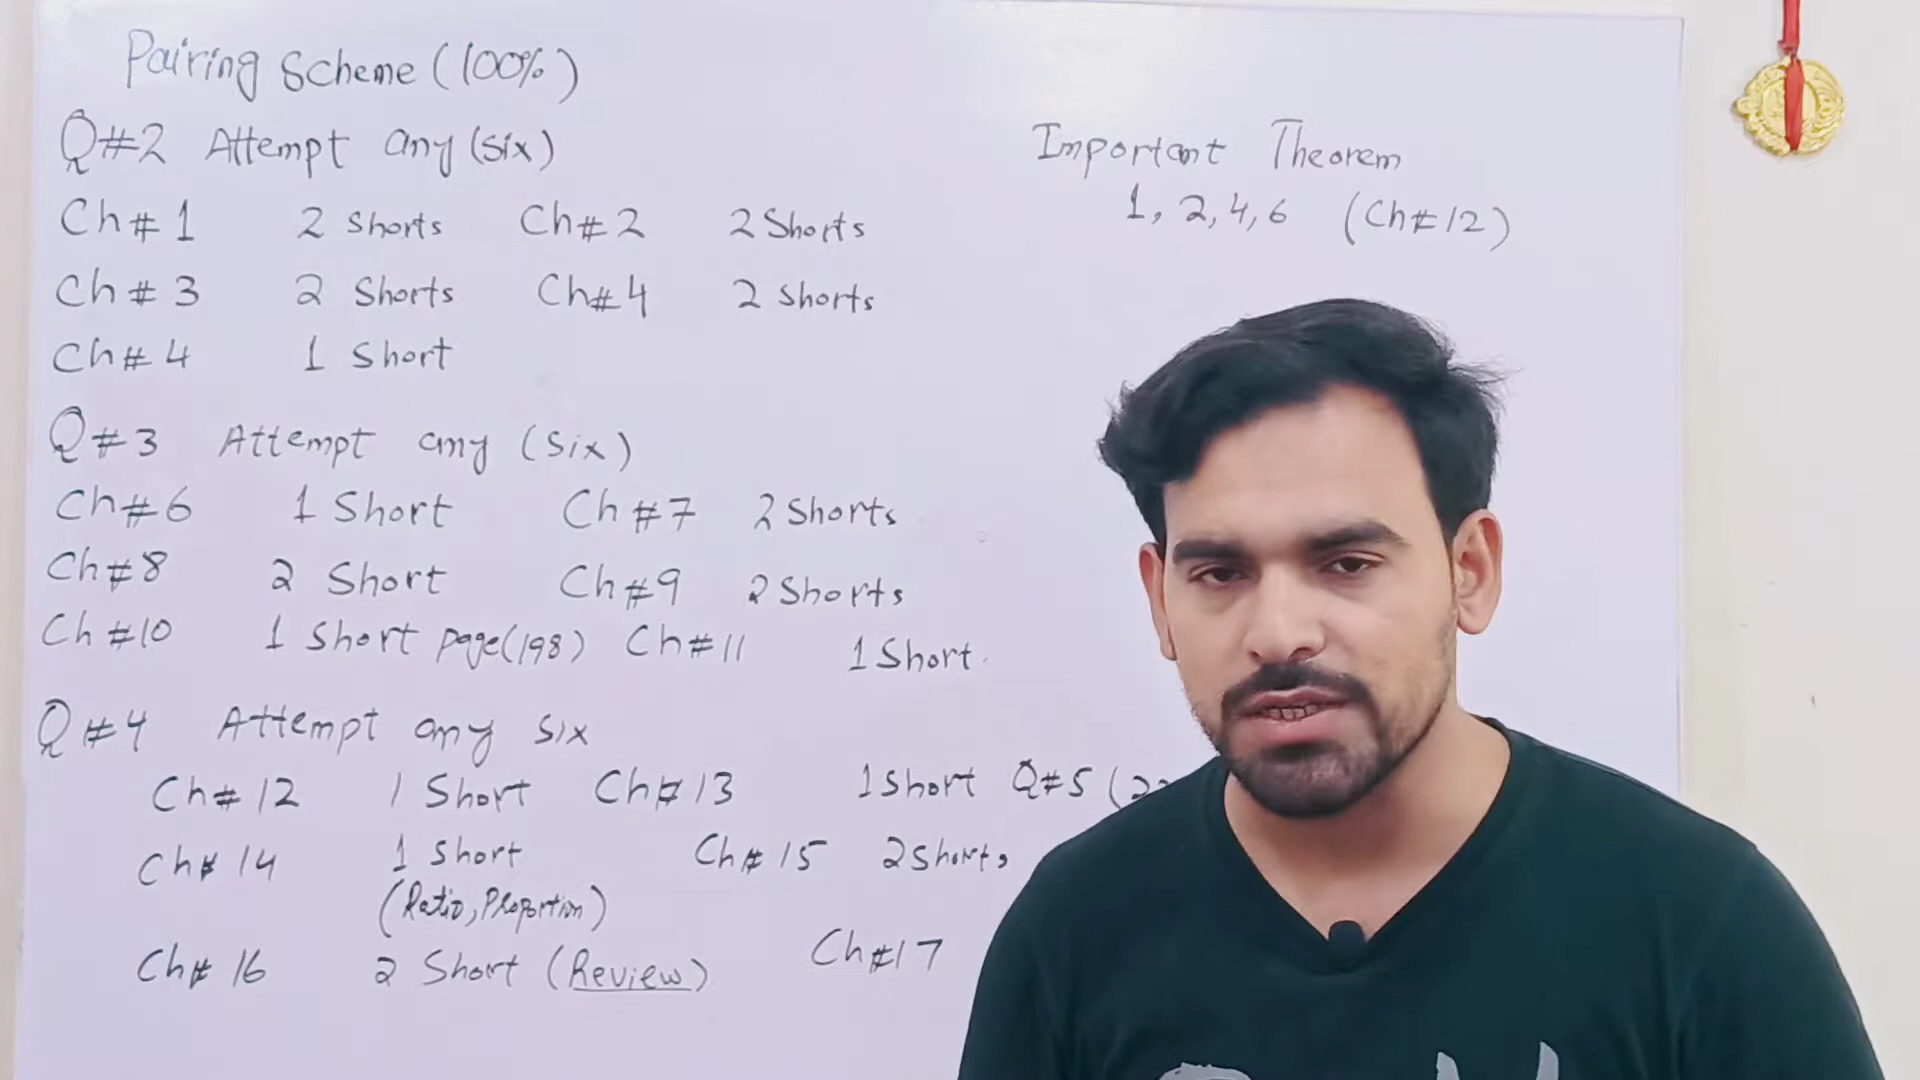 Pairing Scheme (100%)
Q#2 Attempt any (six)
Ch#1 2 Shorts Ch#2 2 Shorts
Ch#3 2 Shorts Ch#4 2 Shorts
Ch#4 1 Short
Important Theorem
1, 2, 4, 6 (Ch#12)
Q#3 Attempt any (six)
Ch#6 1 Short Ch#7 2 Shorts
Ch#8 2 Short Ch#9 2 Shorts
Ch#10 1 Short page(198) Ch#11 1 Short
Q#4 Attempt any six
Ch#12 1 Short Ch#13 1 Short Q#5
Ch#14 1 Short Ch#15 2 Shorts
(Ratio, Proportion)
Ch#16 2 Short (Review) Ch#17